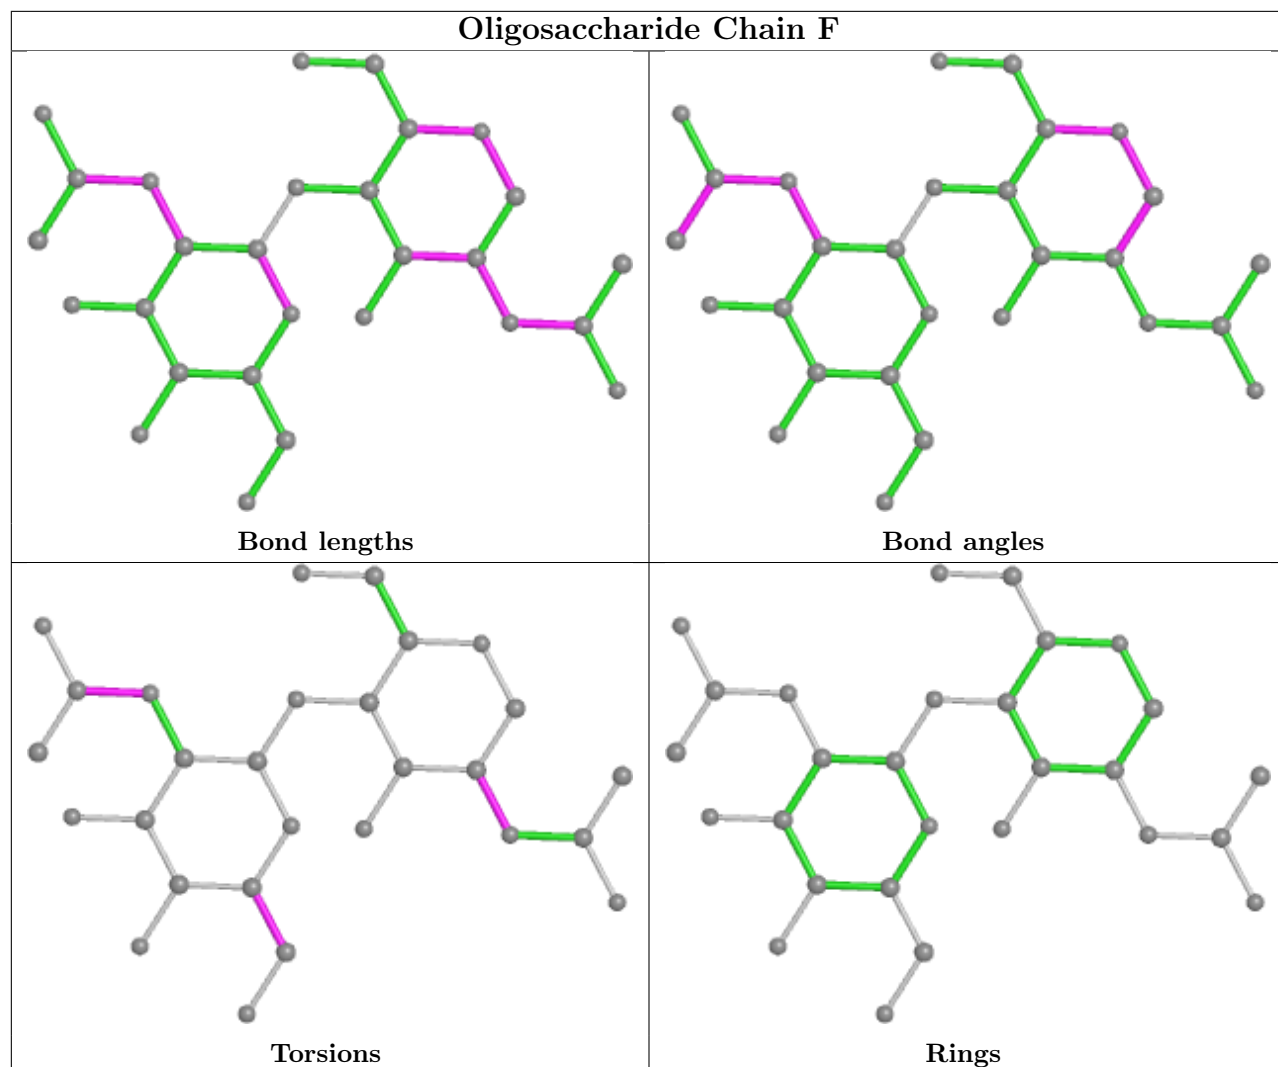 Oligosaccharide Chain F
Bond lengths
Bond angles
Torsions
Rings